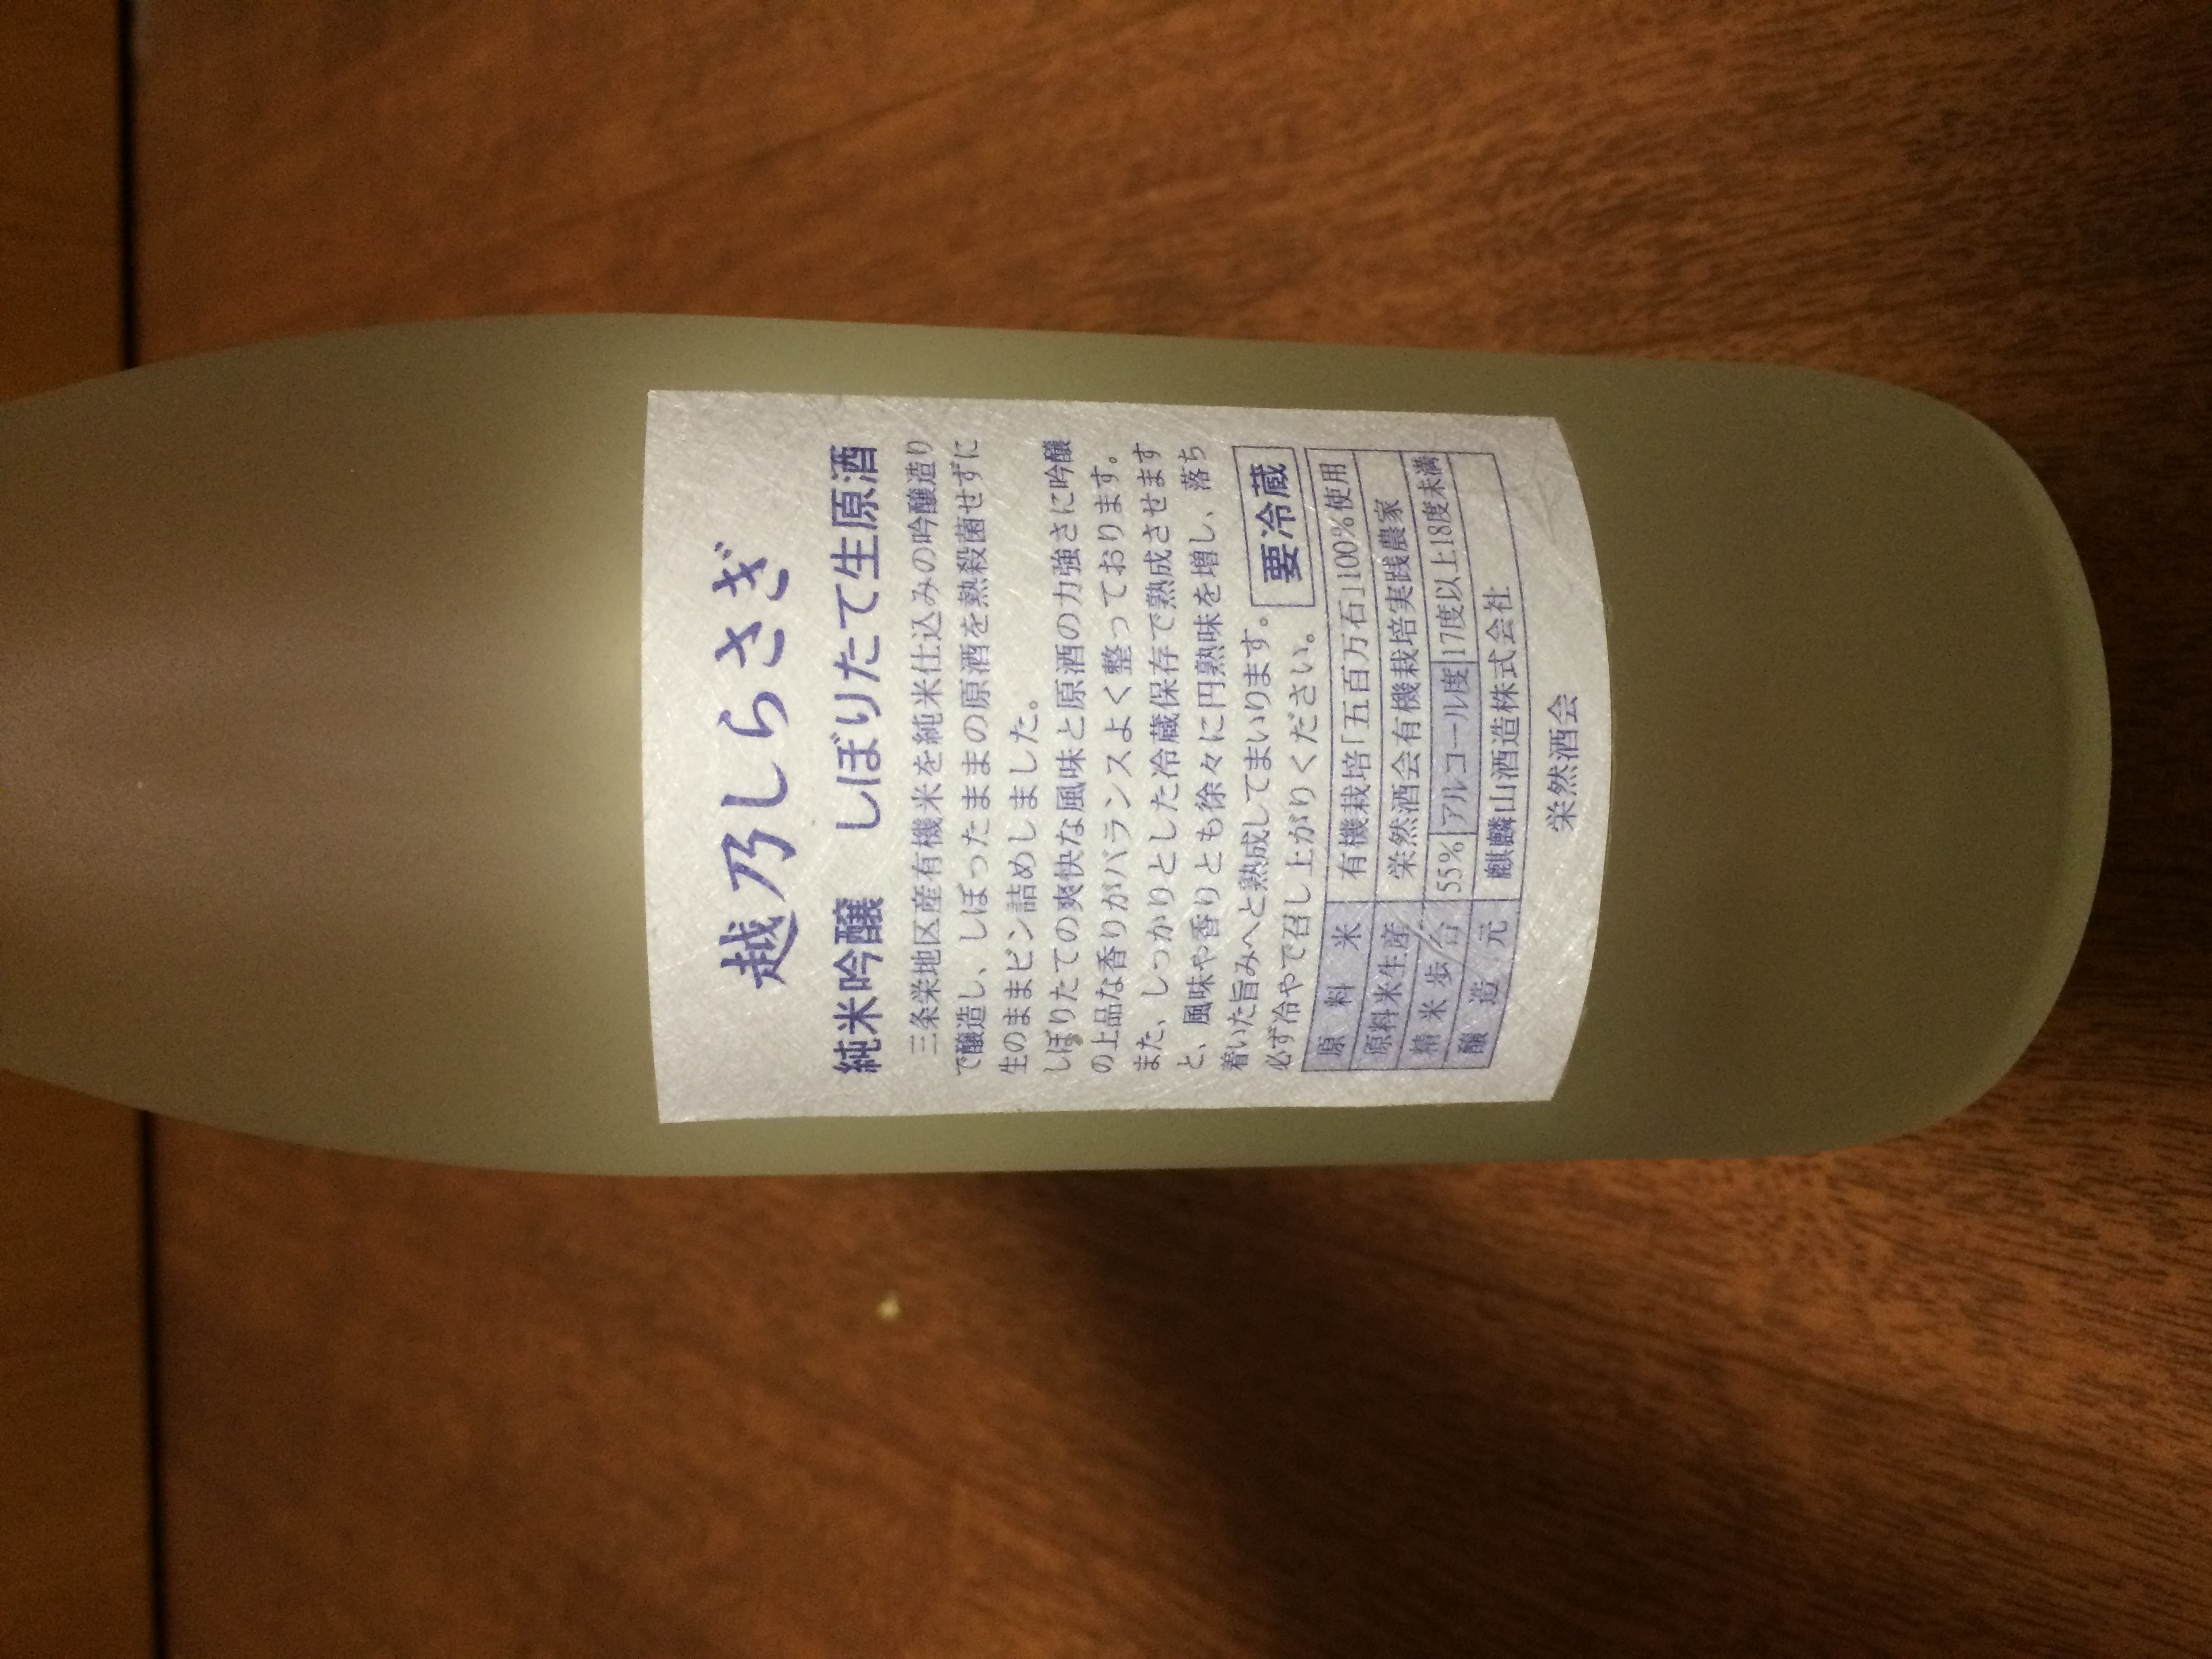 越乃しらさぎ
純米吟醸 しぼりたて生原酒
三条栄地区産有機米を純米仕込みの吟醸造り
で醸造し、しぼったままの原酒を熱殺菌せずに
生のままビン詰めしました。
しぼりたての爽快な風味と原酒の力強さに吟醸
の上品な香りがバランスよく整っております。
また、しっかりとした冷蔵保存で熟成させます
と、風味や香りとも徐々に円熟味を増し、落ち
着いた旨みへと熟成してまいります。
必ず冷やで召し上がりください。
要冷蔵
原料米 有機栽培「五百万石」100%使用
原料米生産 栄然酒会有機栽培実践農家
精米歩合 55% アルコール度 17度以上18度未満
醸造元 麒麟山酒造株式会社
栄然酒会